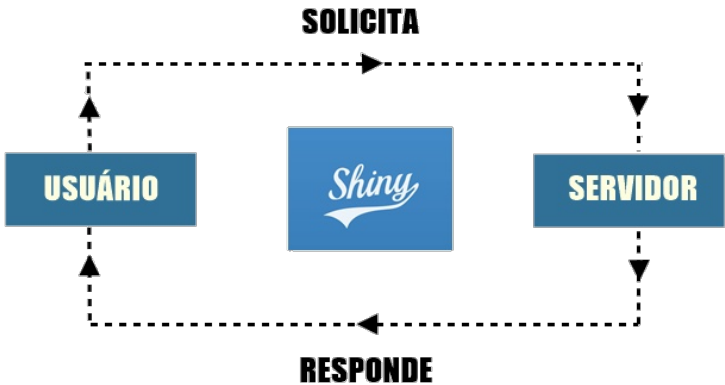 SOLICITA
USUÁRIO
Shiny
SERVIDOR
RESPONDE